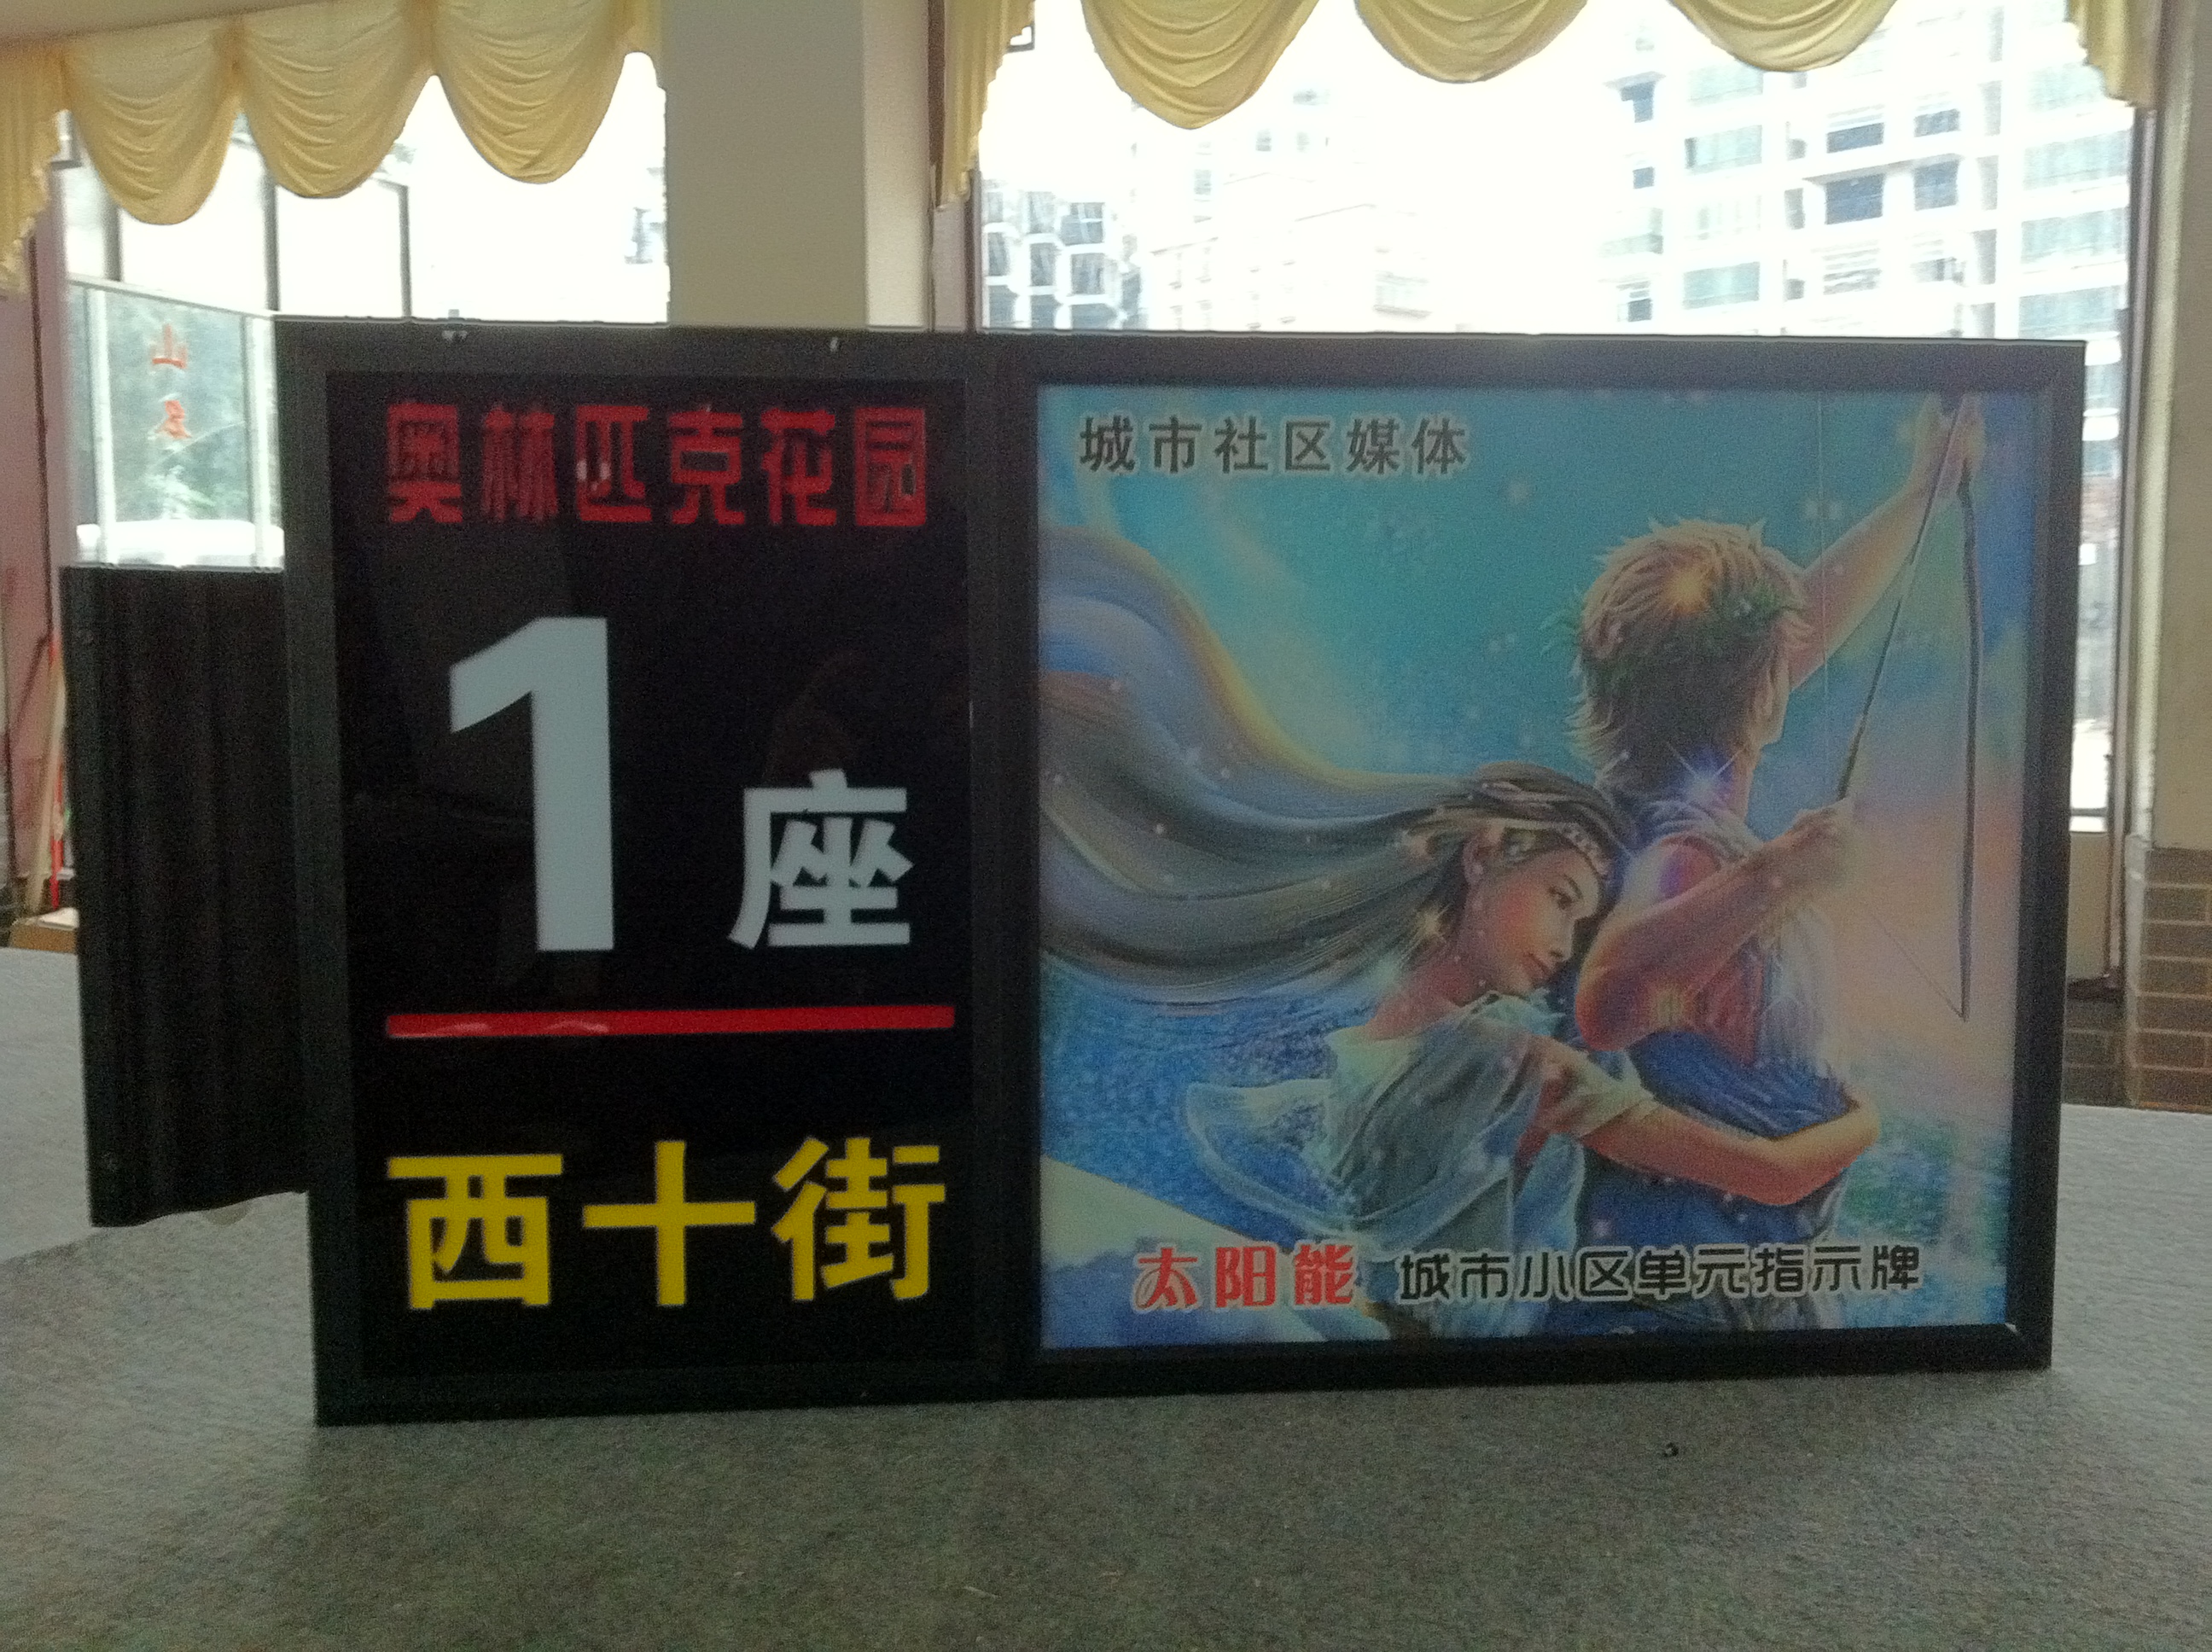 奥林匹克花园
1座
西十街
城市社区媒体
太阳能 城市小区单元指示牌
山